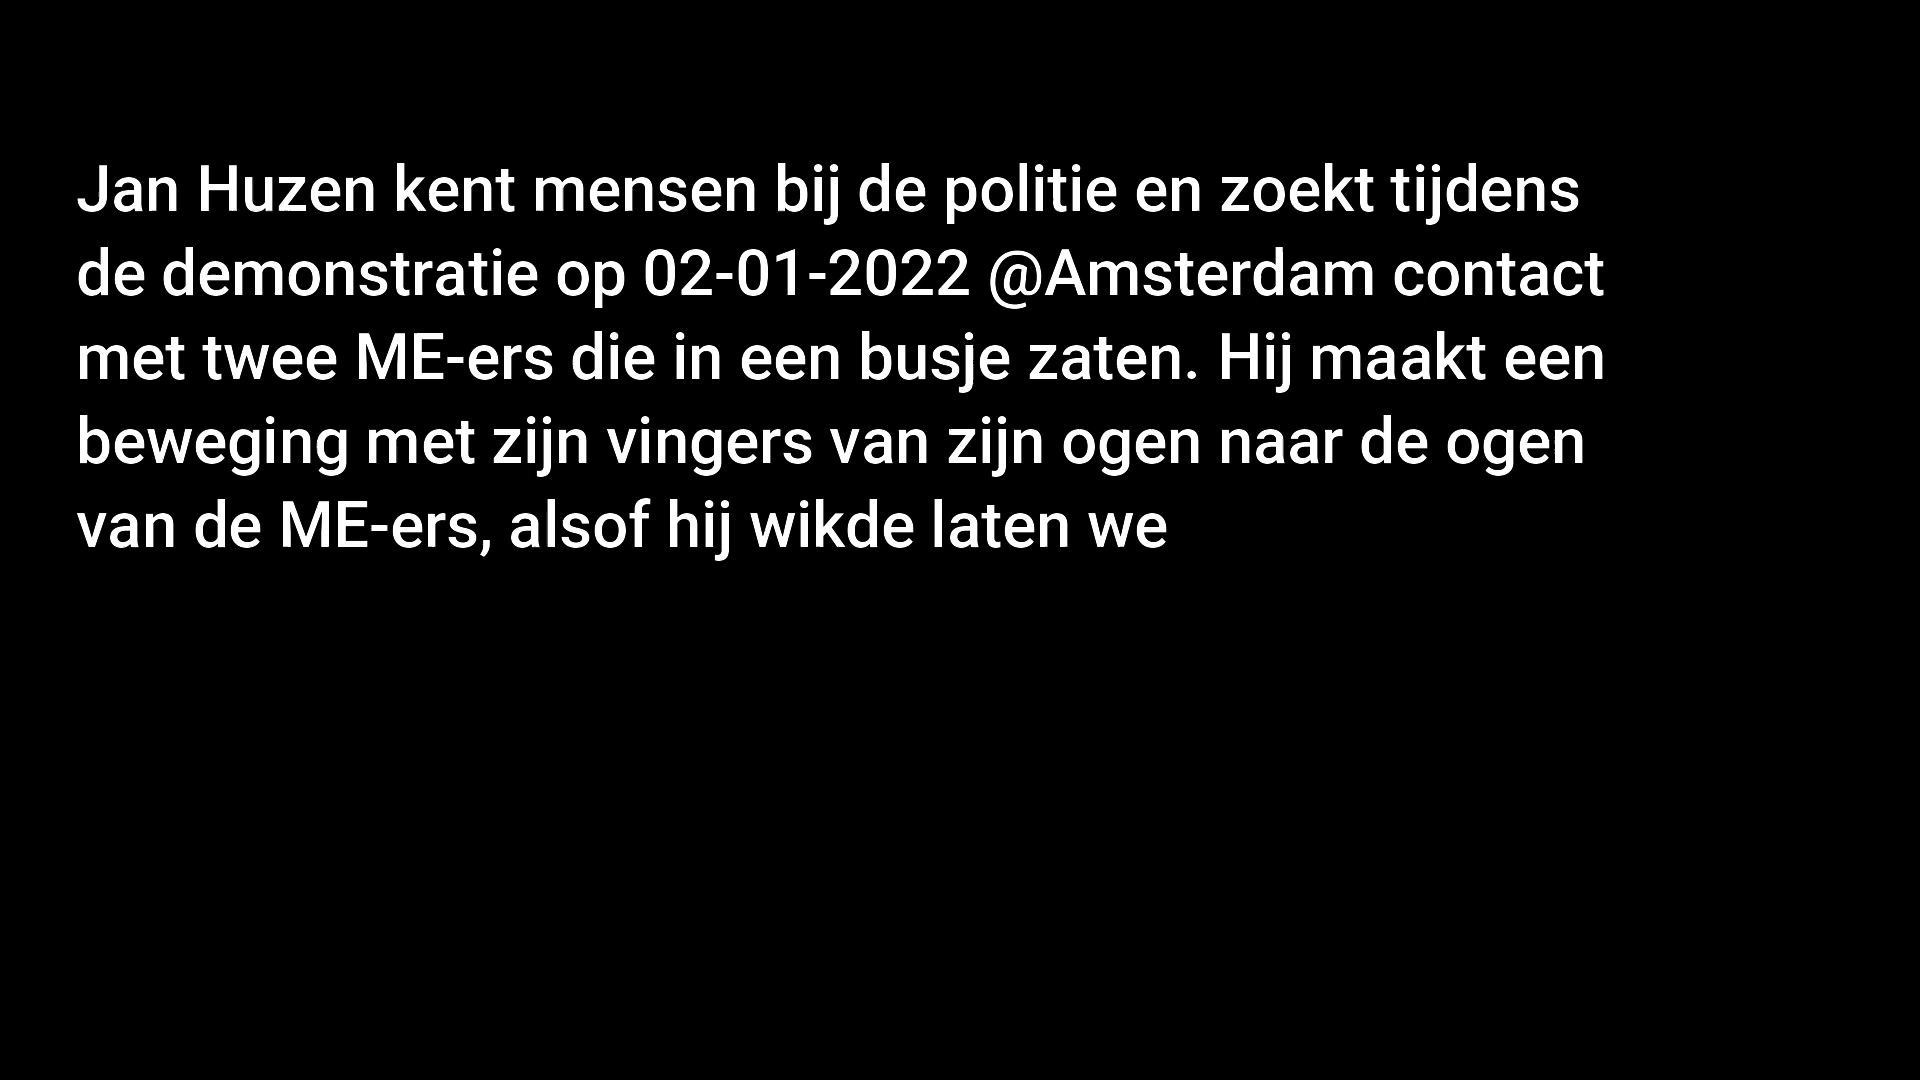 Jan Huzen kent mensen bij de politie en zoekt tijdens
de demonstratie op 02-01-2022 @Amsterdam contact
met twee ME-ers die in een busje zaten. Hij maakt een
beweging met zijn vingers van zijn ogen naar de ogen
van de ME-ers, alsof hij wikde laten we